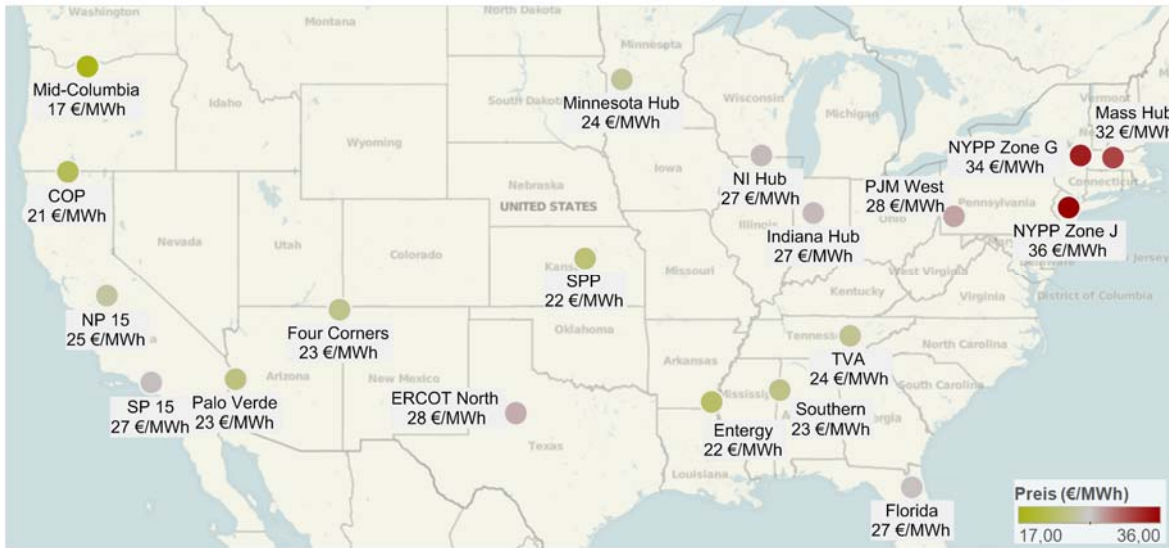 Washington
Montana
North Dakota
Minnesota
Mid-Columbia
17 €/MWh
Idaho
South Dakota
Minnesota Hub
24 €/MWh
Wisconsin
Michigan
Vermont
Mass Hub
32 €/MWh
NYPP Zone G
34 €/MWh
Wyoming
Iowa
COP
21 €/MWh
Nebraska
UNITED STATES
NI Hub
27 €/MWh
Illinois
PJM West
28 €/MWh
Ohio
Pennsylvania
Connecticut
NYPP Zone J
36 €/MWh
Jersey
Nevada
Utah
Colorado
Indiana Hub
27 €/MWh
SPP
22 €/MWh
Missouri
West Virginia
Kentucky
Virginia
District of Columbia
NP 15
25 €/MWh
Four Corners
23 €/MWh
Oklahoma
Tennes
TVA
24 €/MWh
North Carolina
SP 15
27 €/MWh
Palo Verde
23 €/MWh
Arizona
New Mexico
ERCOT North
28 €/MWh
Texas
Arkansas
Mississippi
South Carolina
Entergy
22 €/MWh
Southern
23 €/MWh
Louisiana
Florida
27 €/MWh
Preis (€/MWh)
17,00 36,00